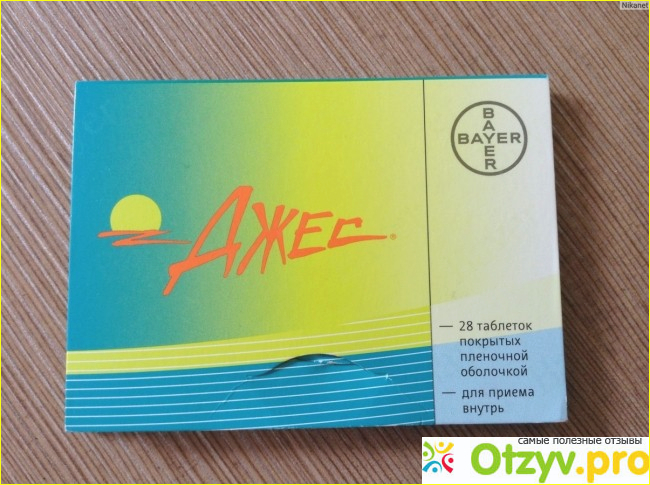 Nikanet
BAYER
BAYER
Джес®
— 28 таблеток
покрытых
пленочной
оболочкой
— для приема
внутрь
самые полезные отзывы
Otzyv.pro